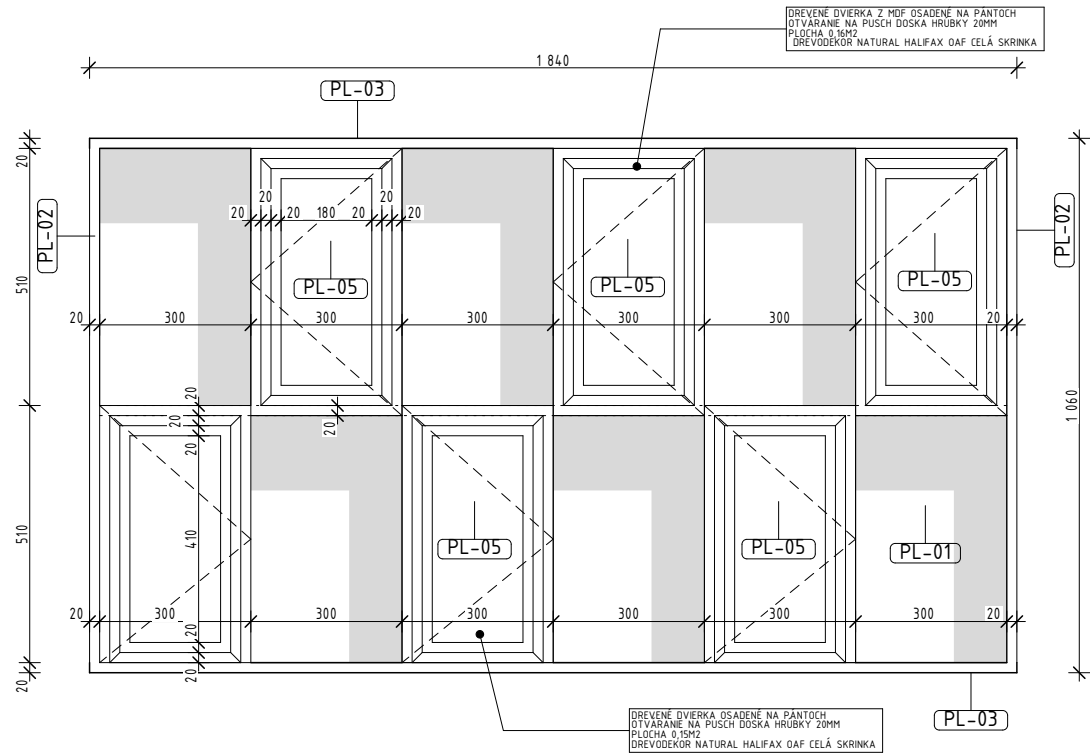 DREVENÉ DVIERKA Z MDF OSADENÉ NA PÁNTOCH
OTVÁRANIE NA PUSCH DOSKA HRÚBKY 20MM
PLOCHA 0,16M2
DREVODEKOR NATURAL HALIFAX OAF CELÁ SKRINKA
1 840
PL-03
20
PL-02
PL-02
20
20
20
180
20
20
20
510
PL-05
PL-05
PL-05
20
300
300
300
300
300
300
20
20
20
20
20
1 060
510
410
PL-05
PL-05
PL-01
20
300
300
300
300
300
300
20
20
20
20
PL-03
DREVENÉ DVIERKA OSADENÉ NA PÁNTOCH
OTVÁRANIE NA PUSCH DOSKA HRÚBKY 20MM
PLOCHA 0,15M2
DREVODEKOR NATURAL HALIFAX OAF CELÁ SKRINKA